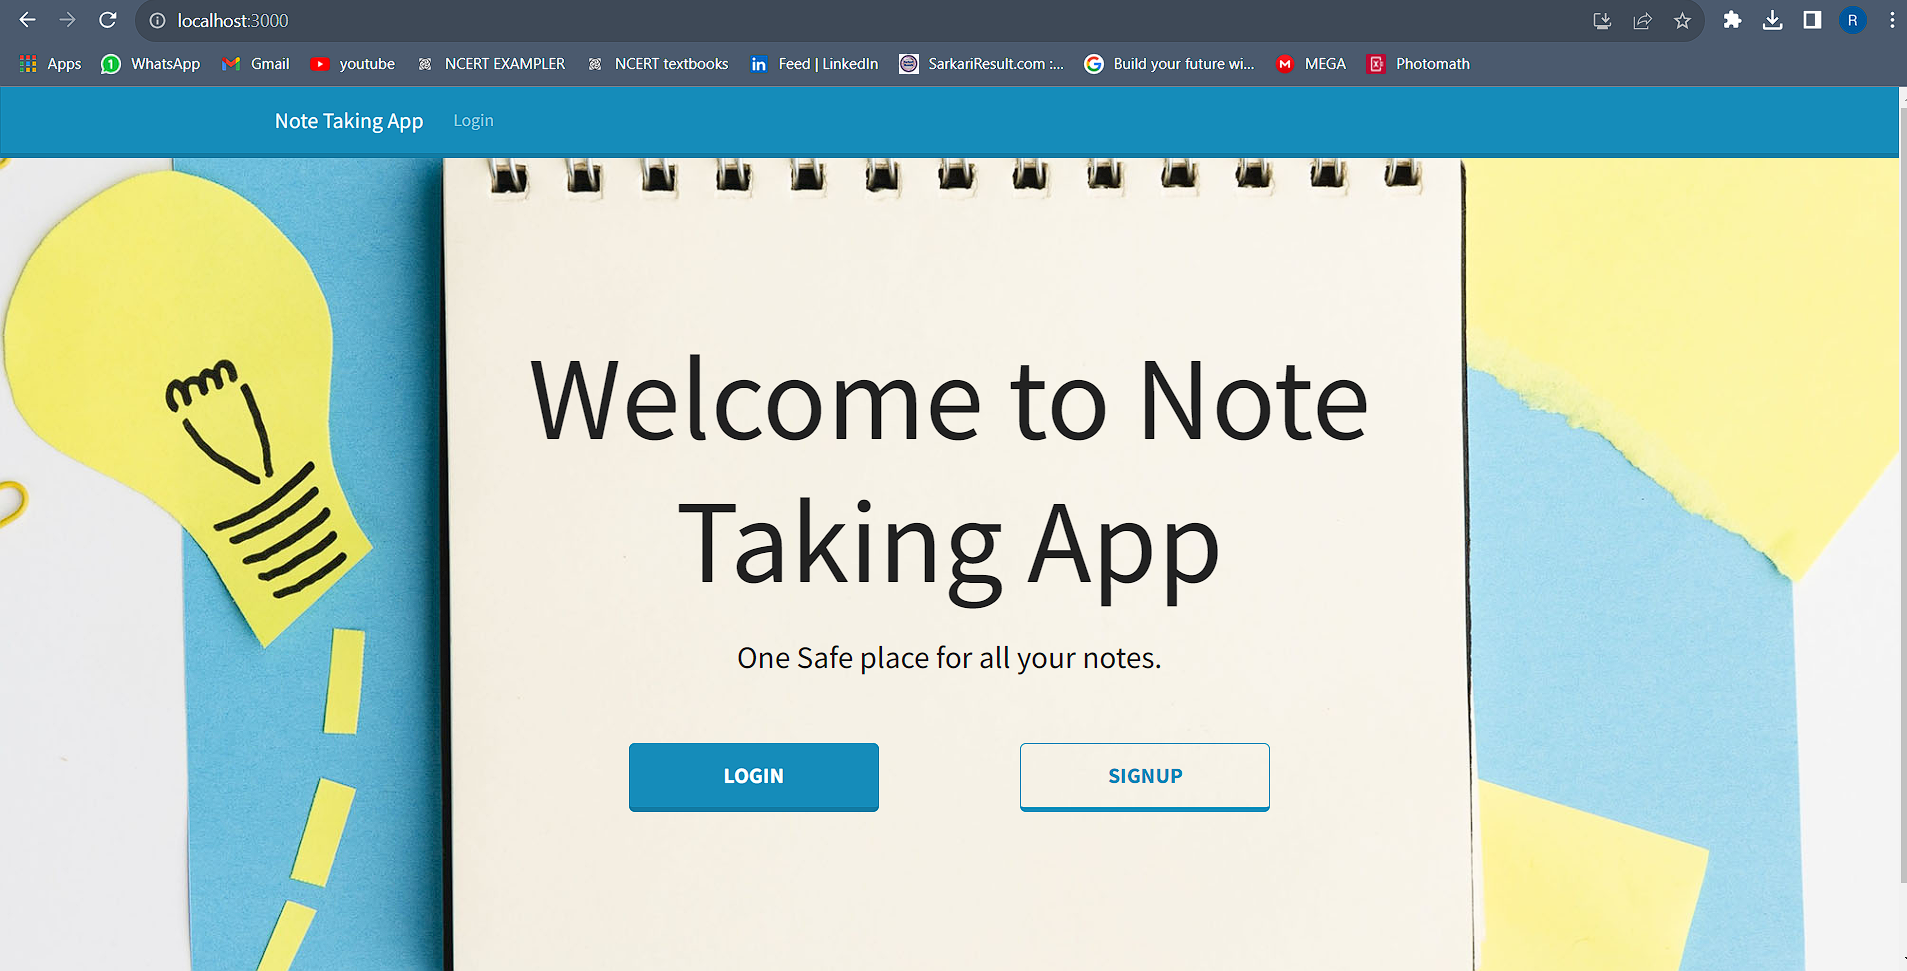 localhost:3000
R
Apps 1 WhatsApp Gmail youtube NCERT EXAMPLER NCERT textbooks in Feed | LinkedIn SarkariResult.com :... G Build your future wi... M MEGA Photomath
Note Taking App Login
Welcome to Note
Taking App
One Safe place for all your notes.
LOGIN SIGNUP